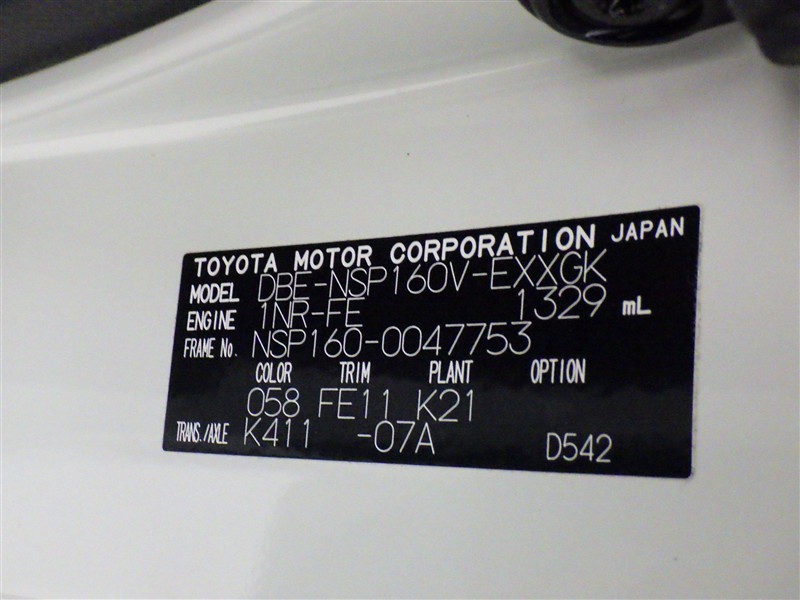 TOYOTA MOTOR CORPORATION JAPAN
MODEL DBE-NSP160V-EXXGK
ENGINE 1NR-FE 1329 mL
FRAME No. NSP160-0047753
COLOR TRIM PLANT OPTION
058 FE11 K21
TRANS./AXLE K411 -07A D542